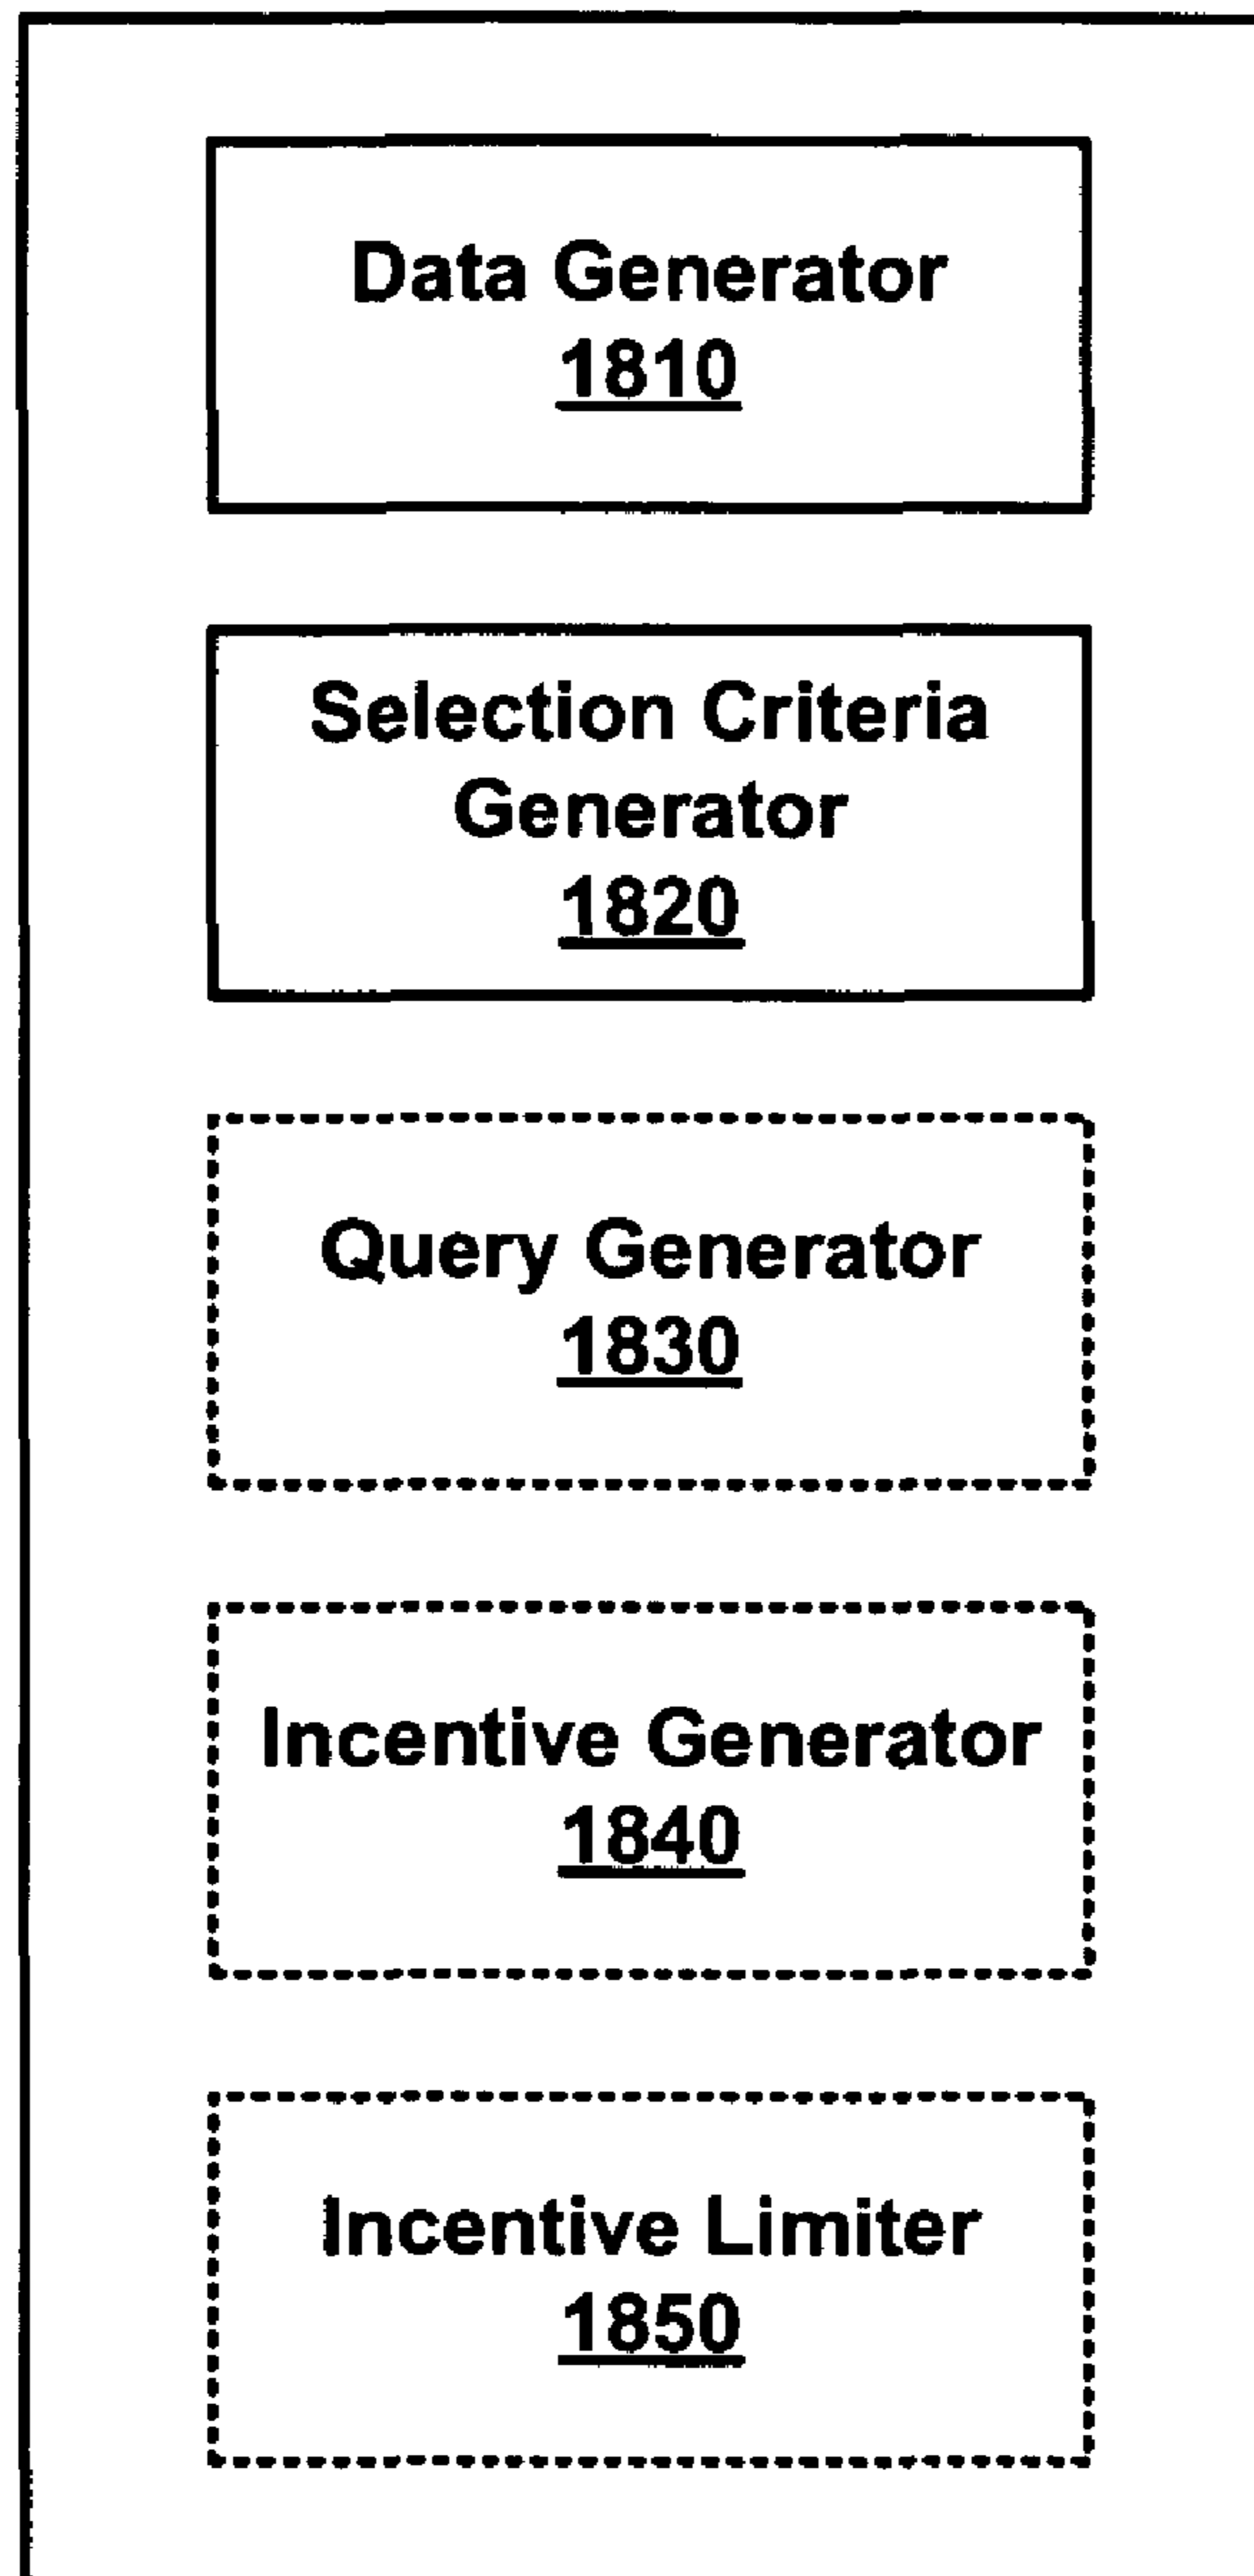 Data Generator
1810
Selection Criteria
Generator
1820
Query Generator
1830
Incentive Generator
1840
Incentive Limiter
1850